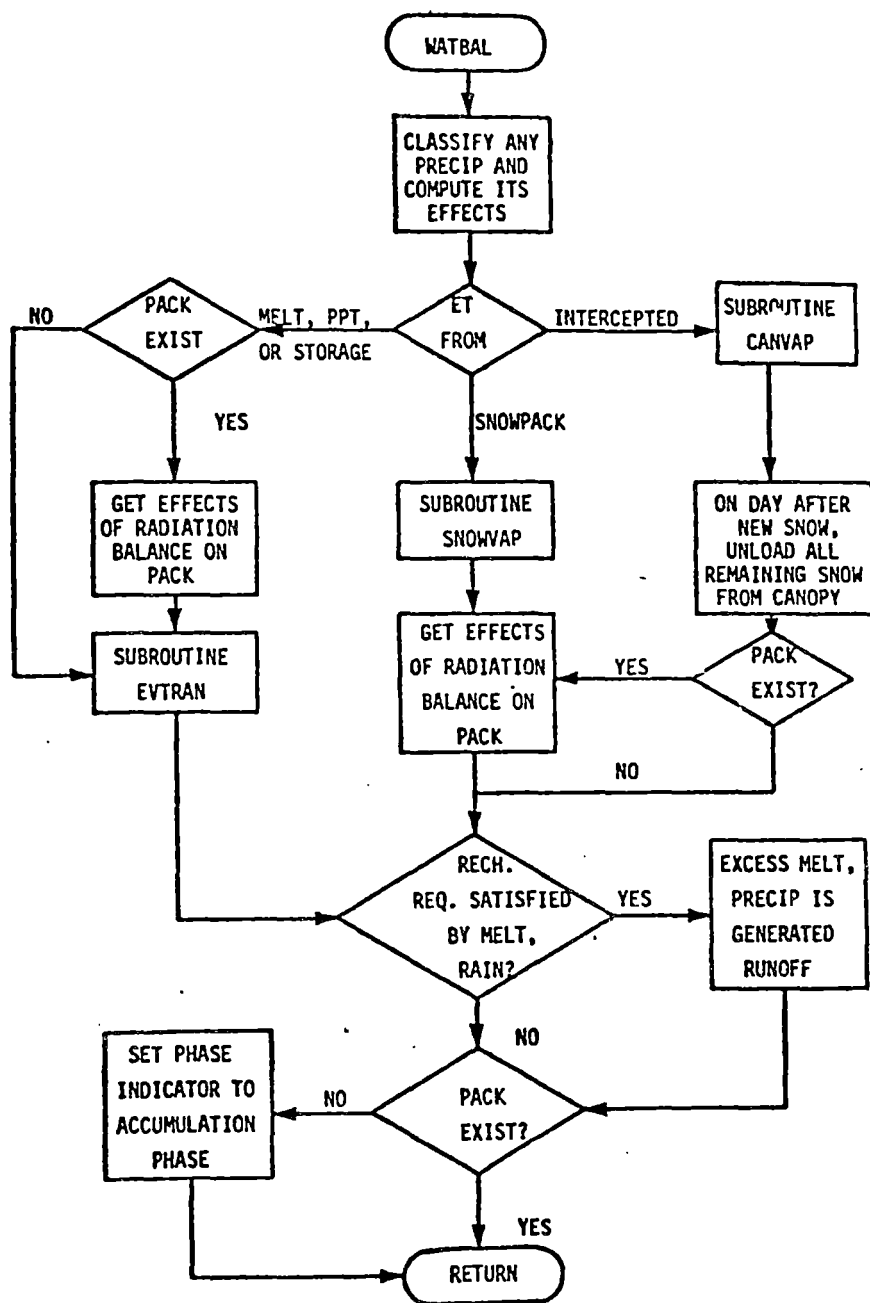 WATBAL
CLASSIFY ANY
PRECIP AND
COMPUTE ITS
EFFECTS
NO
PACK
EXIST
MELT, PPT,
OR STORAGE
ET
FROM
INTERCEPTED
SUBROUTINE
CANVAP
YES
SNOWPACK
GET EFFECTS
OF RADIATION
BALANCE ON
PACK
SUBROUTINE
SNOWVAP
ON DAY AFTER
NEW SNOW,
UNLOAD ALL
REMAINING SNOW
FROM CANOPY
SUBROUTINE
EVTRAN
GET EFFECTS
OF RADIATION
BALANCE ON
PACK
YES
PACK
EXIST?
NO
RECH.
REQ. SATISFIED
BY MELT,
RAIN?
YES
EXCESS MELT,
PRECIP IS
GENERATED
RUNOFF
NO
SET PHASE
INDICATOR TO
ACCUMULATION
PHASE
NO
PACK
EXIST?
YES
RETURN